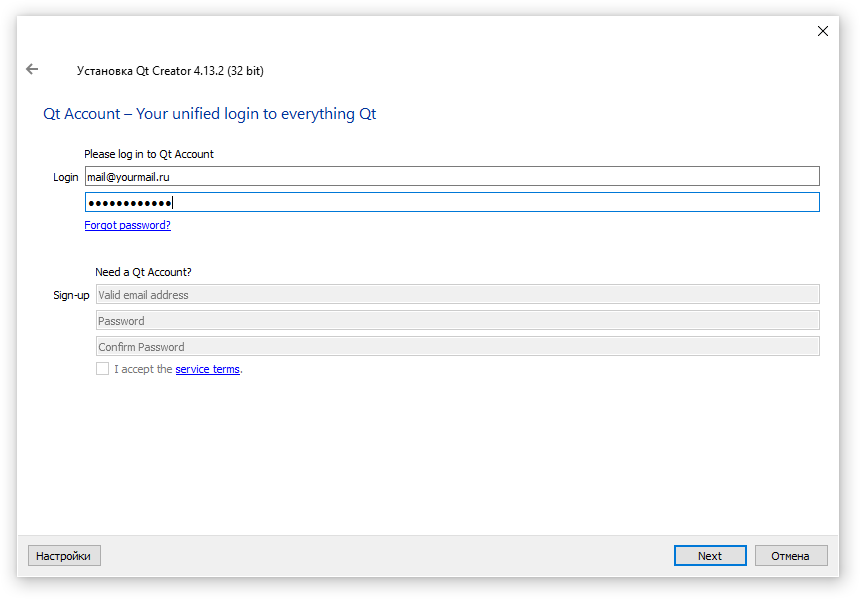 Установка Qt Creator 4.13.2 (32 bit)
Qt Account – Your unified login to everything Qt
Please log in to Qt Account
Login mail@yourmail.ru
●●●●●●●●●●●●
Forgot password?
Need a Qt Account?
Sign-up Valid email address
Password
Confirm Password
I accept the service terms.
Настройки Next Отмена